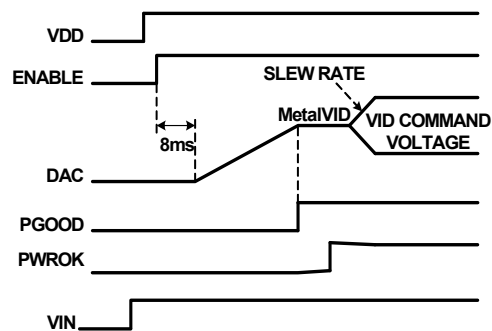 VDD
ENABLE
SLEW RATE
8ms
MetalVID
VID COMMAND
VOLTAGE
DAC
PGOOD
PWROK
VIN